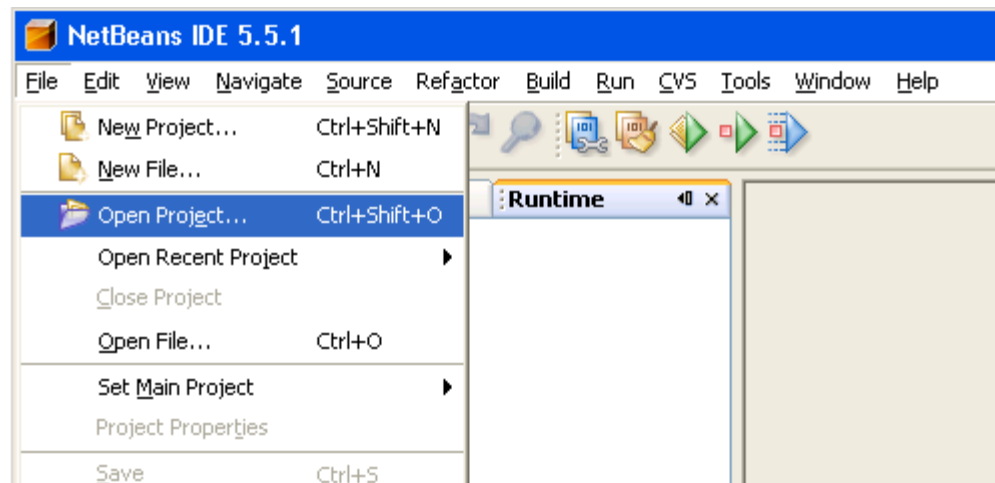 NetBeans IDE 5.5.1
File Edit View Navigate Source Refactor Build Run CVS Tools Window Help
New Project... Ctrl+Shift+N
New File... Ctrl+N
Open Project... Ctrl+Shift+O
Runtime
Open Recent Project
Close Project
Open File... Ctrl+O
Set Main Project
Project Properties
Save Ctrl+S